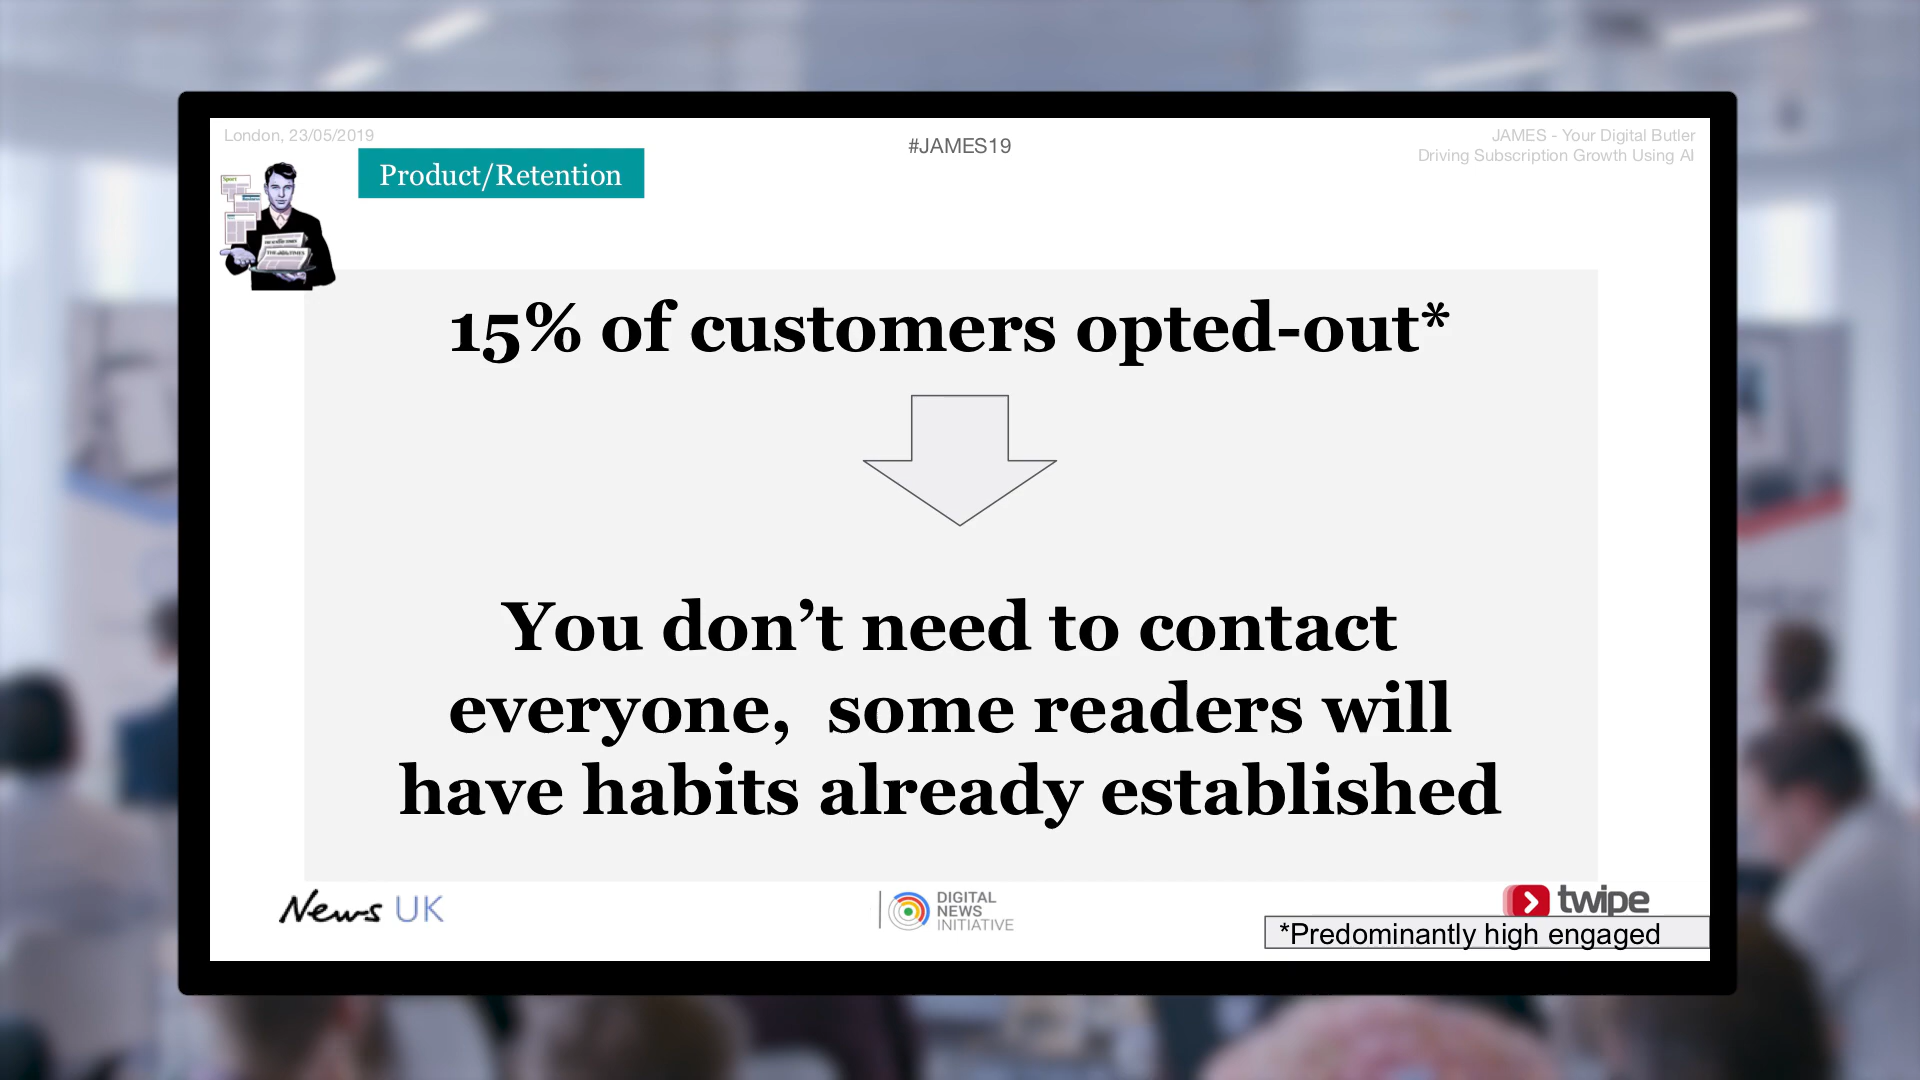 London, 23/05/2019
#JAMES19
JAMES - Your Digital Butler
Driving Subscription Growth Using AI
Product/Retention
15% of customers opted-out*
You don’t need to contact
everyone,  some readers will
have habits already established
News UK
DIGITAL
NEWS
INITIATIVE
twipe
*Predominantly high engaged